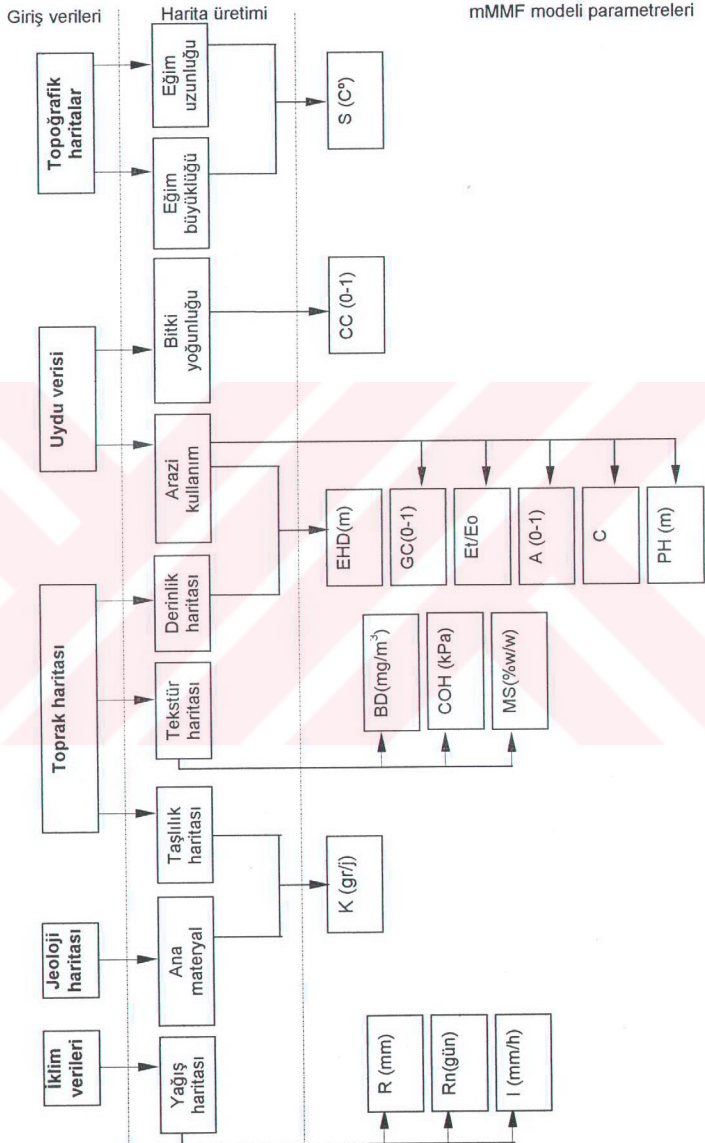 Giriş verileri
Harita üretimi
mMMF modeli parametreleri
İklim
verileri
Jeoloji
haritası
Toprak haritası
Uydu verisi
Topoğrafik
haritalar
Yağış
haritası
Ana
materyal
Taşlılık
haritası
Tekstür
haritası
Derinlik
haritası
Arazi
kullanım
Bitki
yoğunluğu
Eğim
büyüklüğü
Eğim
uzunluğu
R (mm)
Rn(gün)
I (mm/h)
K (gr/j)
BD(mg/m³)
COH (kPa)
MS(%w/w)
EHD(m)
GC(0-1)
Et/Eo
A (0-1)
C
PH (m)
CC (0-1)
S (Cº)